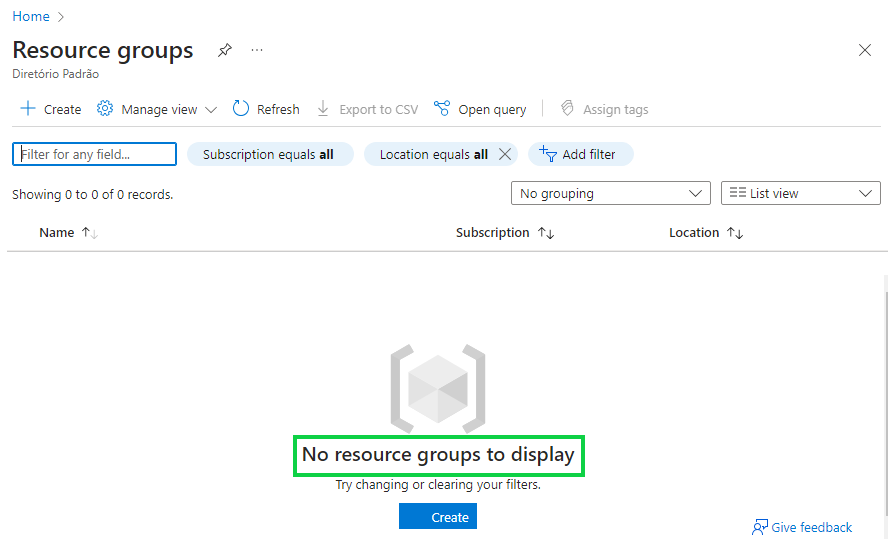 Home
Resource groups
Diretório Padrão
Create Manage view Refresh Export to CSV Open query Assign tags
Filter for any field... Subscription equals all Location equals all Add filter
Showing 0 to 0 of 0 records. No grouping List view
Name Subscription Location
No resource groups to display
Try changing or clearing your filters.
Create
Give feedback